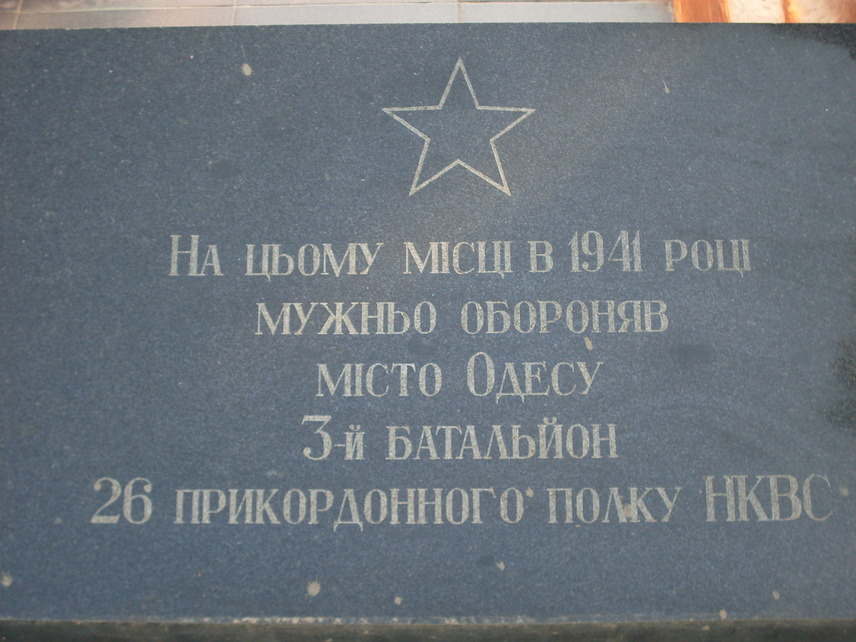 На цьому місці в 1941 році
мужньо обороняв
місто Одесу
3-й батальйон
26 прикордонного полку НКВС